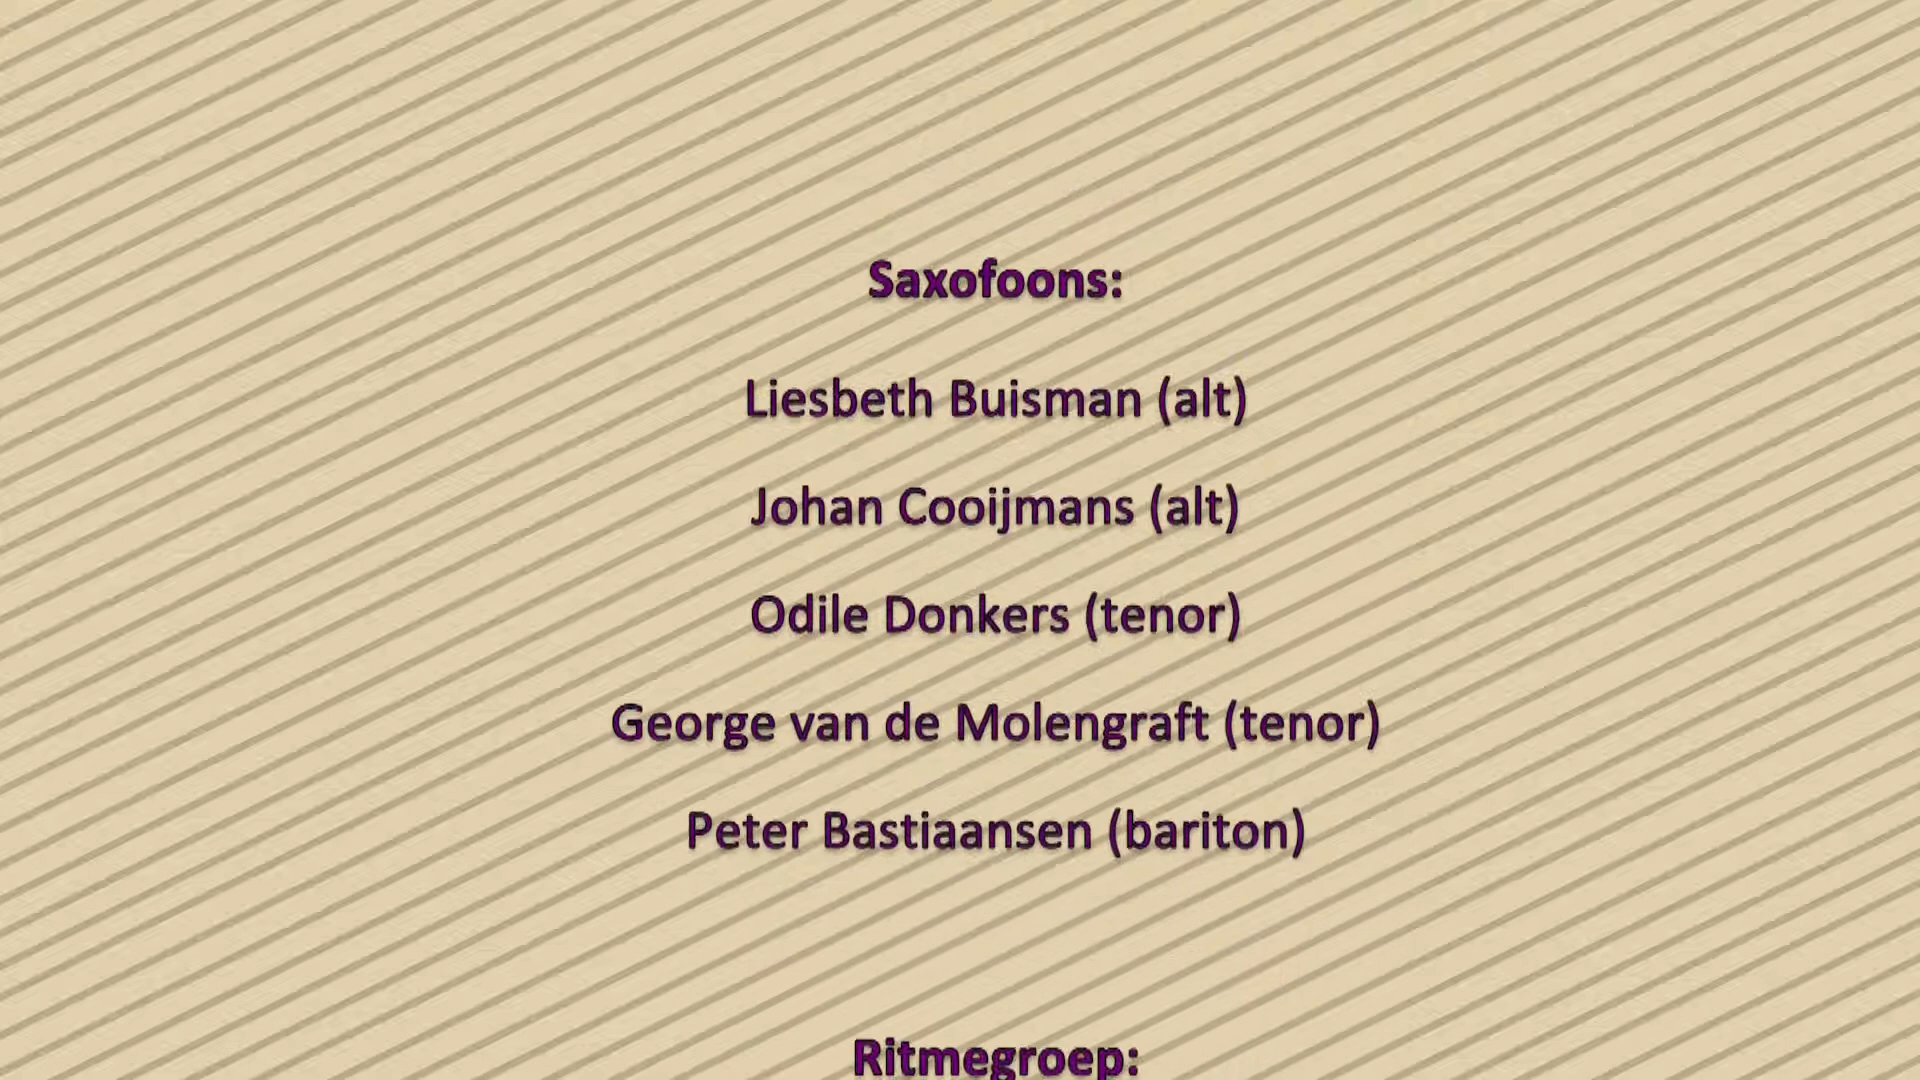 Saxofoons:
Liesbeth Buisman (alt)
Johan Cooijmans (alt)
Odile Donkers (tenor)
George van de Molengraft (tenor)
Peter Bastiaansen (bariton)
Ritmegroep: